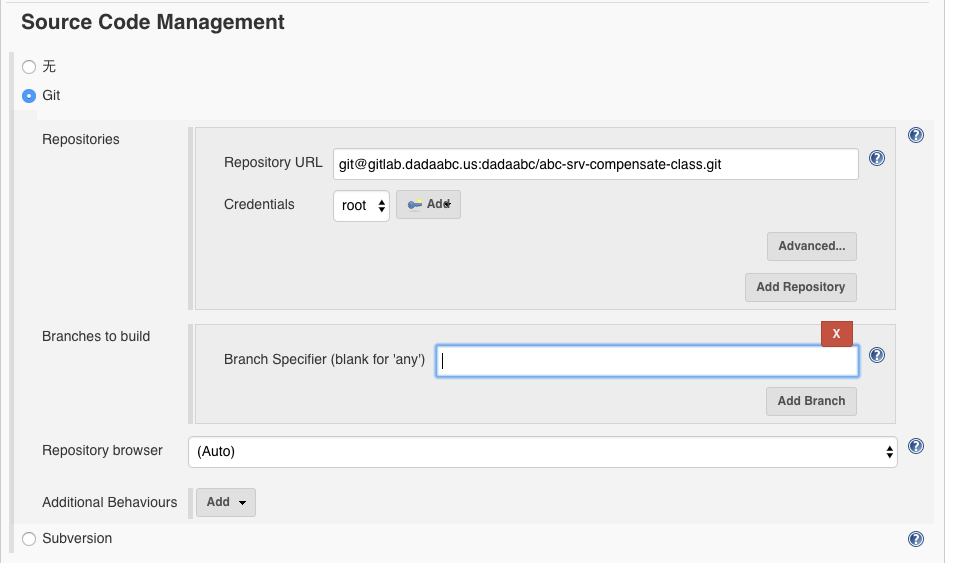 Source Code Management
无
Git
Repositories
Repository URL git@gitlab.dadaabc.us:dadaabc/abc-srv-compensate-class.git
Credentials root Add
Advanced...
Add Repository
Branches to build
X
Branch Specifier (blank for 'any')
Add Branch
Repository browser (Auto)
Additional Behaviours Add
Subversion